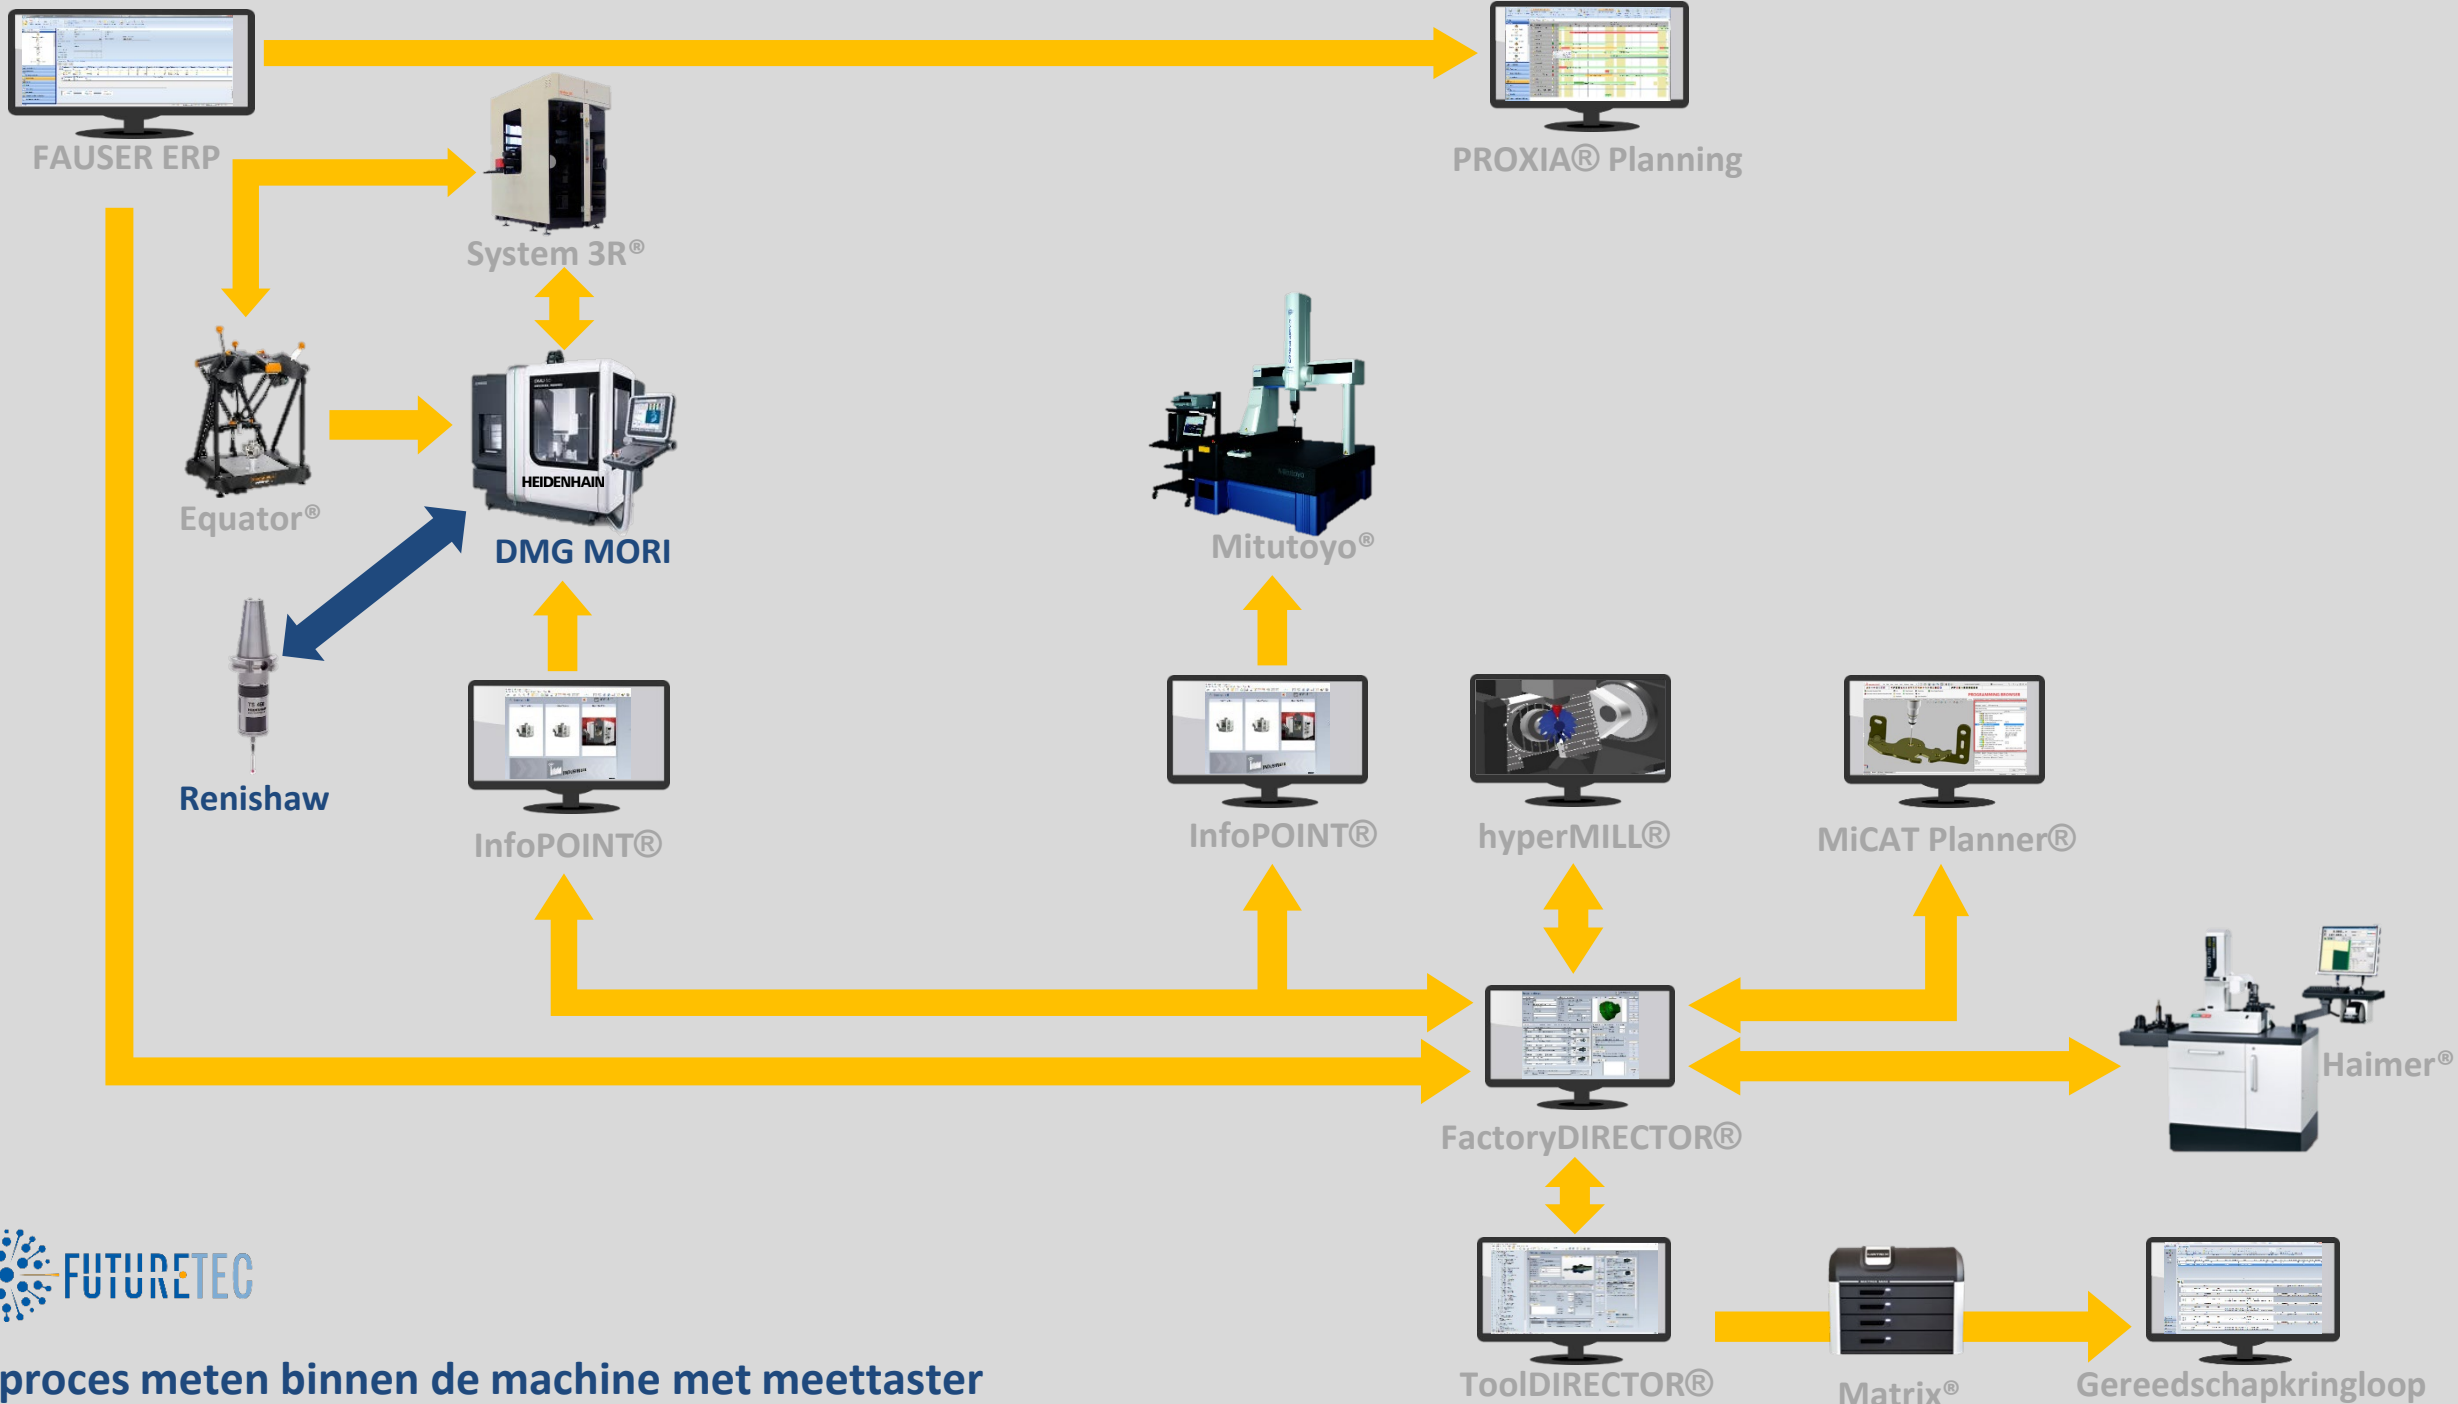 FAUSER ERP
PROXIA® Planning
System 3R®
Equator®
HEIDENHAIN
DMG MORI
Mitutoyo®
Renishaw
InfoPOINT®
InfoPOINT®
hyperMILL®
MiCAT Planner®
Haimer®
FactoryDIRECTOR®
FUTURETEC
proces meten binnen de machine met meettaster
ToolDIRECTOR®
Matrix®
Gereedschapkringloop